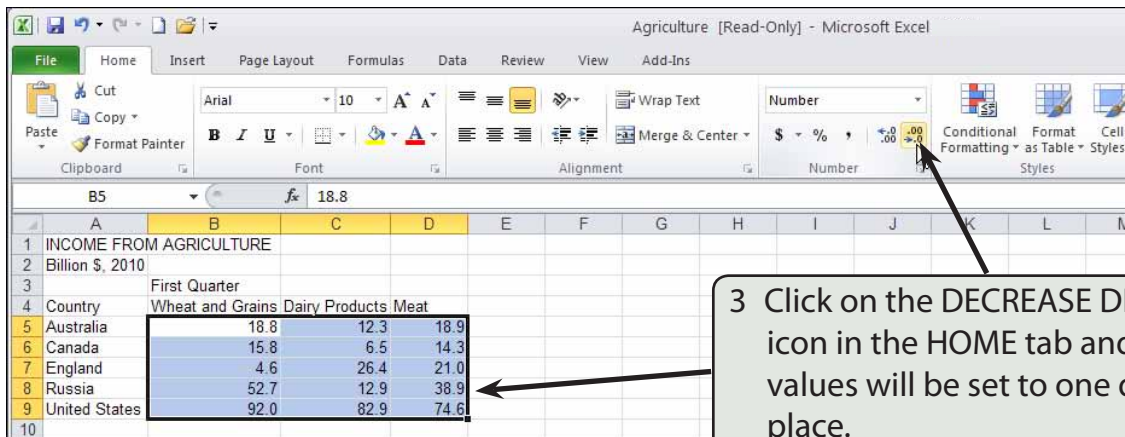 Agriculture [Read-Only] - Microsoft Excel
File Home Insert Page Layout Formulas Data Review View Add-Ins
Paste
Cut
Copy
Format Painter
Clipboard
Arial 10 A A
B I U A
Font
Wrap Text
Merge & Center
Alignment
Number
$ % , .0 .00 .00 .0
Number
Conditional Formatting
Format as Table
Cell Styles
Styles
B5 fx 18.8
A B C D E F G H I J K L
1 INCOME FROM AGRICULTURE
2 Billion $, 2010
3 First Quarter
4 Country Wheat and Grains Dairy Products Meat
5 Australia 18.8 12.3 18.9
6 Canada 15.8 6.5 14.3
7 England 4.6 26.4 21.0
8 Russia 52.7 12.9 38.9
9 United States 92.0 82.9 74.6
10
3 Click on the DECREASE
icon in the HOME tab and
values will be set to one
place.